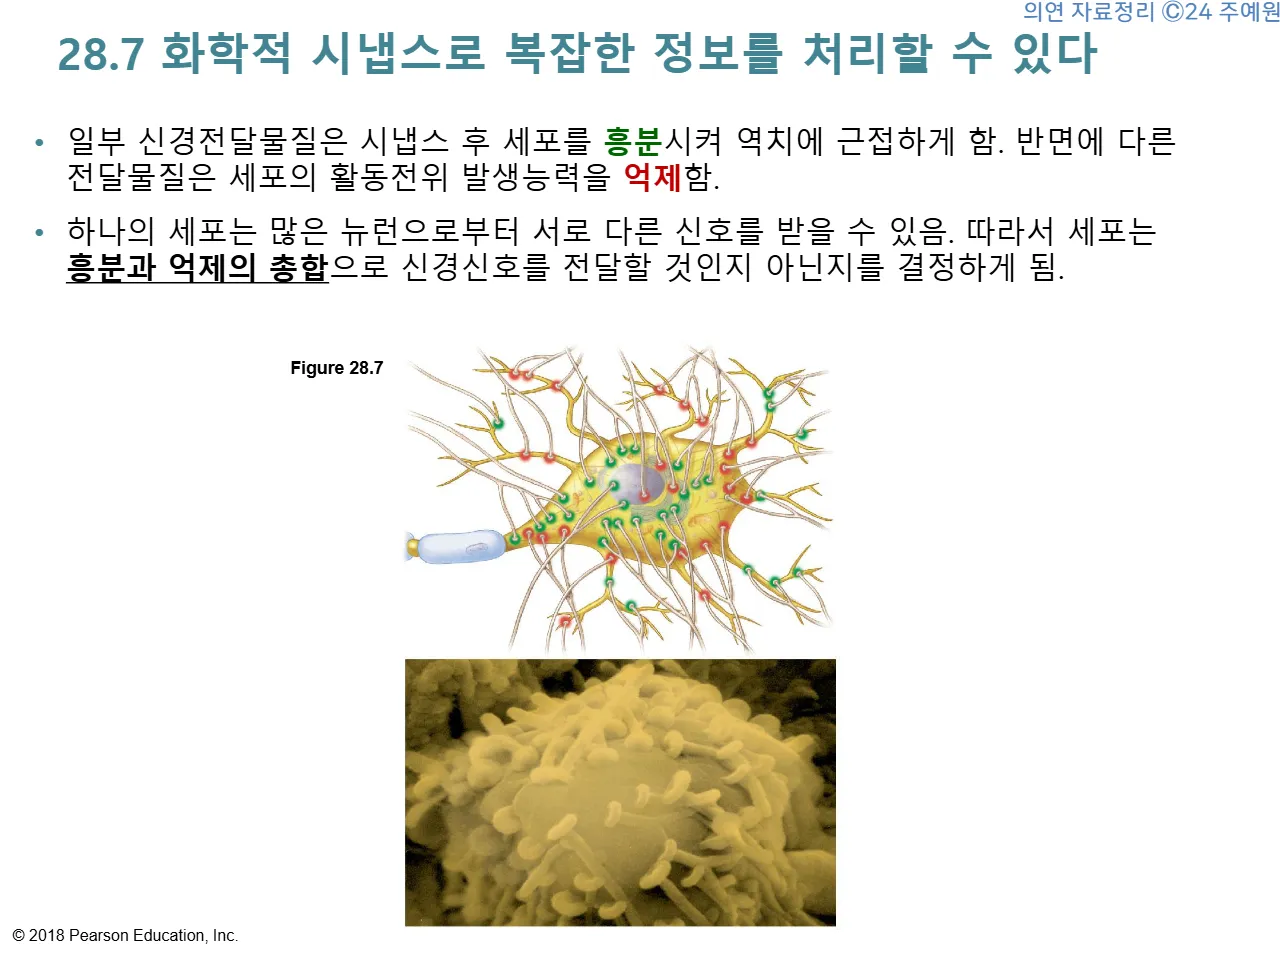 의연 자료정리 Ⓒ24 주예원
28.7 화학적 시냅스로 복잡한 정보를 처리할 수 있다
• 일부 신경전달물질은 시냅스 후 세포를 흥분시켜 역치에 근접하게 함. 반면에 다른
전달물질은 세포의 활동전위 발생능력을 억제함.
• 하나의 세포는 많은 뉴런으로부터 서로 다른 신호를 받을 수 있음. 따라서 세포는
흥분과 억제의 총합으로 신경신호를 전달할 것인지 아닌지를 결정하게 됨.
Figure 28.7
© 2018 Pearson Education, Inc.